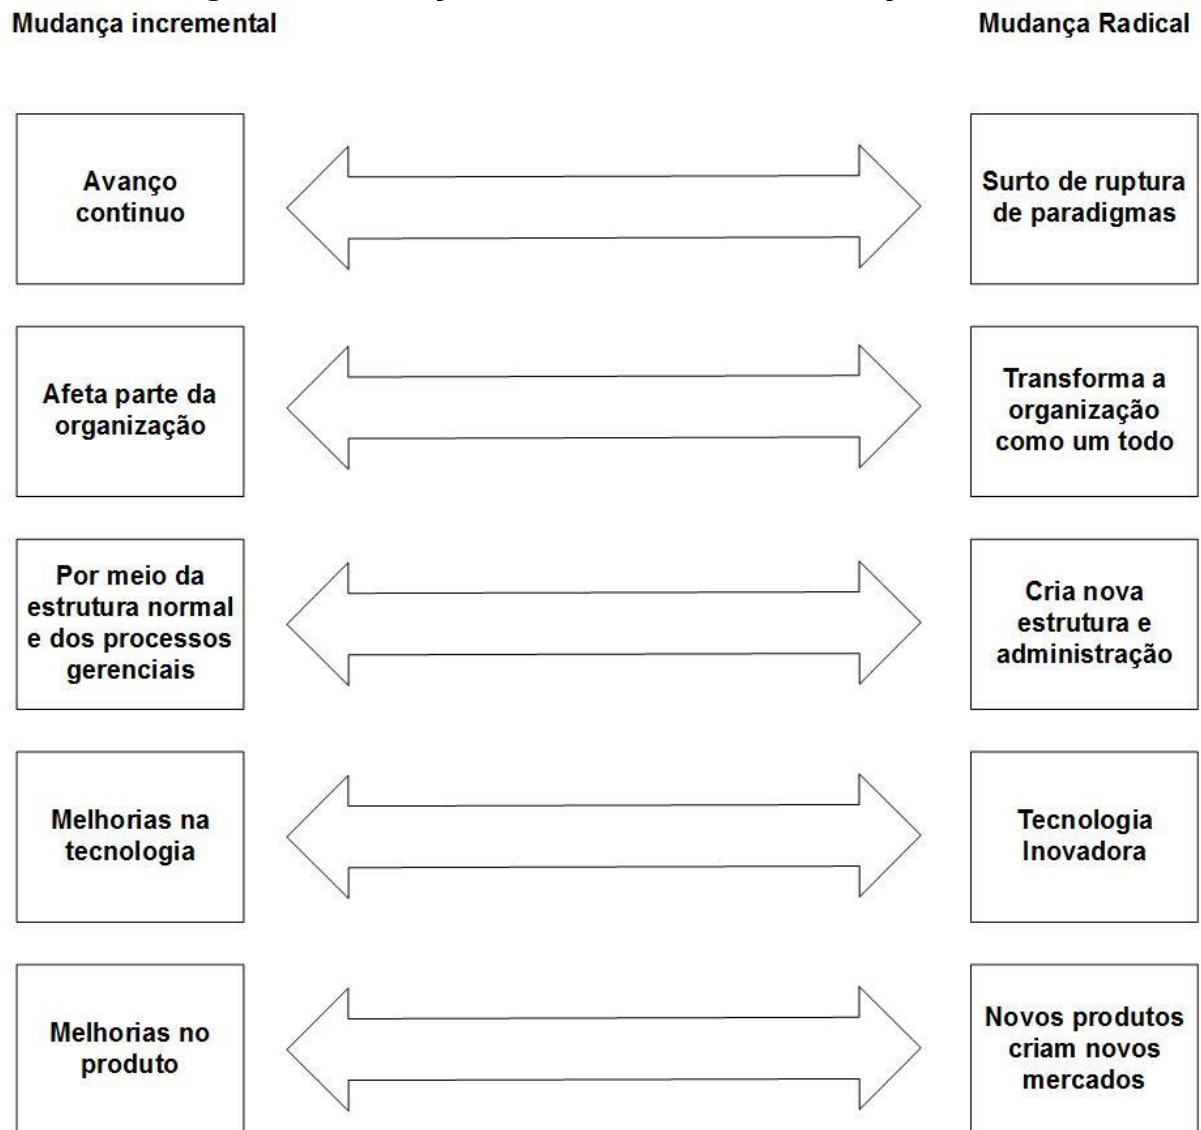 Mudança incremental
Mudança Radical
Avanço
continuo
Surto de ruptura
de paradigmas
Afeta parte da
organização
Transforma a
organização
como um todo
Por meio da
estrutura normal
e dos processos
gerenciais
Cria nova
estrutura e
administração
Melhorias na
tecnologia
Tecnologia
Inovadora
Melhorias no
produto
Novos produtos
criam novos
mercados